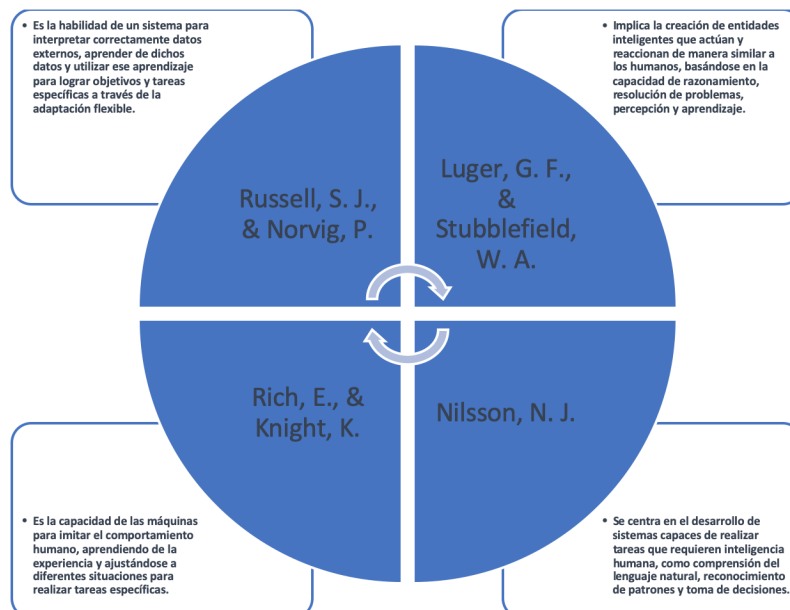 • Es la habilidad de un sistema para
interpretar correctamente datos
externos, aprender de dichos
datos y utilizar ese aprendizaje
para lograr objetivos y tareas
específicas a través de la
adaptación flexible.
• Implica la creación de entidades
inteligentes que actúan y
reaccionan de manera similar a
los humanos, basándose en la
capacidad de razonamiento,
resolución de problemas,
percepción y aprendizaje.
Russell, S. J.,
& Norvig, P.
Luger, G. F.,
&
Stubblefield,
W. A.
Rich, E., &
Knight, K.
Nilsson, N. J.
• Es la capacidad de las máquinas
para imitar el comportamiento
humano, aprendiendo de la
experiencia y ajustándose a
diferentes situaciones para
realizar tareas específicas.
• Se centra en el desarrollo de
sistemas capaces de realizar
tareas que requieren inteligencia
humana, como comprensión del
lenguaje natural, reconocimiento
de patrones y toma de decisiones.